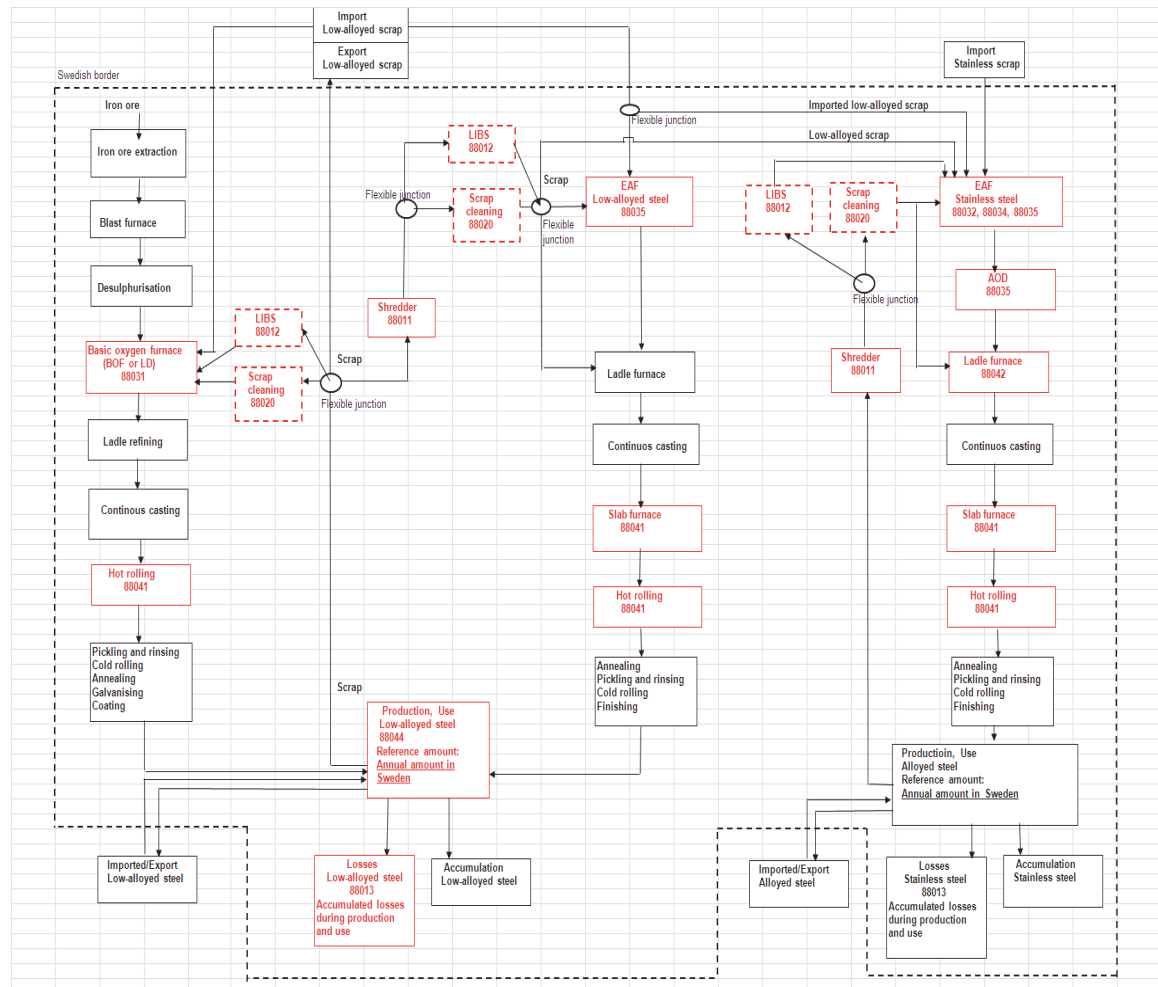 Import
Low-alloyed scrap
Export
Low-alloyed scrap
Import
Stainless scrap
Swedish border
Iron ore
Iron ore extraction
Blast furnace
Desulphurisation
Basic oxygen furnace
(BOF or LD)
88031
Ladle refining
Continous casting
Hot rolling
88041
Pickling and rinsing
Cold rolling
Annealing
Galvanising
Coating
Imported/Export
Low-alloyed steel
LIBS
88012
Scrap
cleaning
88020
Scrap
Flexible junction
Shredder
88011
Flexible junction
LIBS
88012
Scrap
cleaning
88020
Scrap
Flexible
junction
Flexible junction
Imported low-alloyed scrap
Low-alloyed scrap
EAF
Low-alloyed steel
88035
Ladle furnace
Continuos casting
Slab furnace
88041
Hot rolling
88041
Annealing
Pickling and rinsing
Cold rolling
Finishing
Scrap
Production, Use
Low-alloyed steel
88044
Reference amount:
Annual amount in
Sweden
Losses
Low-alloyed steel
88013
Accumulated losses
during production
and use
Accumulation
Low-alloyed steel
LIBS
88012
Scrap
cleaning
88020
Flexible junction
Shredder
88011
EAF
Stainless steel
88032, 88034, 88035
AOD
88035
Ladle furnace
88042
Continuous casting
Slab furnace
88041
Hot rolling
88041
Annealing
Pickling and rinsing
Cold rolling
Finishing
Productioin, Use
Alloyed steel
Reference amount:
Annual amount in Sweden
Imported/Export
Alloyed steel
Losses
Stainless steel
88013
Accumulated losses
during production
and use
Accumulation
Stainless steel